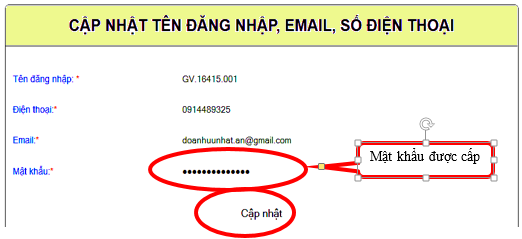 CẬP NHẬT TÊN ĐĂNG NHẬP, EMAIL, SỐ ĐIỆN THOẠI
Tên đăng nhập: * GV.16415.001
Điện thoại:* 0914489325
Email:* doanhuunhat.an@gmail.com
Mật khẩu:* ••••••••••••••
Mật khẩu được cấp
Cập nhật